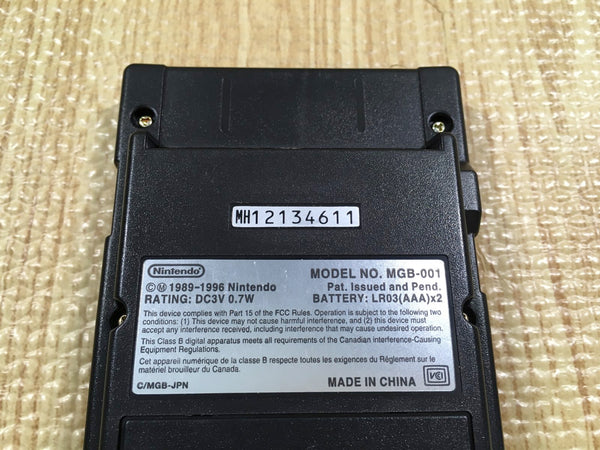 MH12134611
Nintendo
©Ⓜ 1989-1996 Nintendo
MODEL NO. MGB-001
Pat. Issued and Pend.
RATING: DC3V 0.7W
BATTERY: LR03(AAA)x2
This device complies with Part 15 of the FCC Rules. Operation is subject to the following two
conditions: (1) This device may not cause harmful interference, and (2) this device must
accept any interference received, including interference that may cause undesired operation.
This Class B digital apparatus meets all requirements of the Canadian Interference-Causing
Equipment Regulations.
Cet appareil numérique de la classe B respecte toutes les exigences du Règlement sur le
matériel brouilleur du Canada.
C/MGB-JPN
MADE IN CHINA
VCI